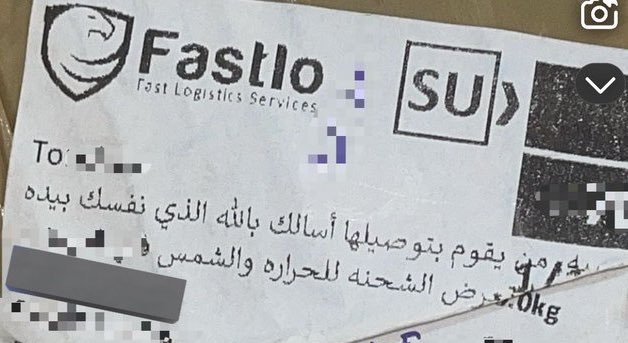 Fastlo
Fast Logistics Services
SU
To:
من يقوم بتوصيلها أسالك بالله الذي نفسك بيده
الشحنه للحراره والشمس
0kg